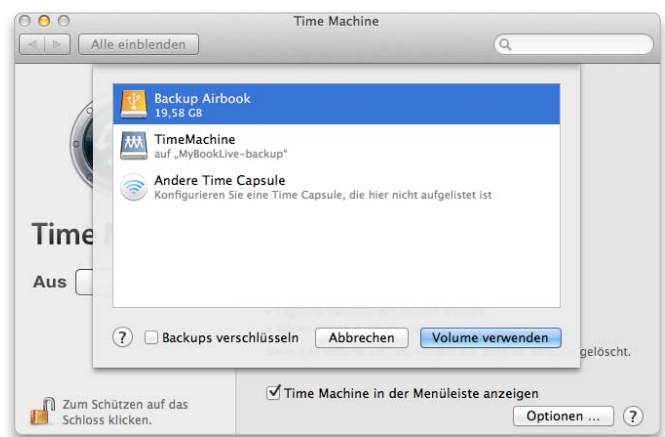 Time Machine
Alle einblenden
Backup Airbook
19,58 GB
TimeMachine
auf „MyBookLive-backup“
Andere Time Capsule
Konfigurieren Sie eine Time Capsule, die hier nicht aufgelistet ist
Time
Aus
? Backups verschlüsseln Abbrechen Volume verwenden
gelöscht.
Time Machine in der Menüleiste anzeigen
Zum Schützen auf das
Schloss klicken.
Optionen ... ?